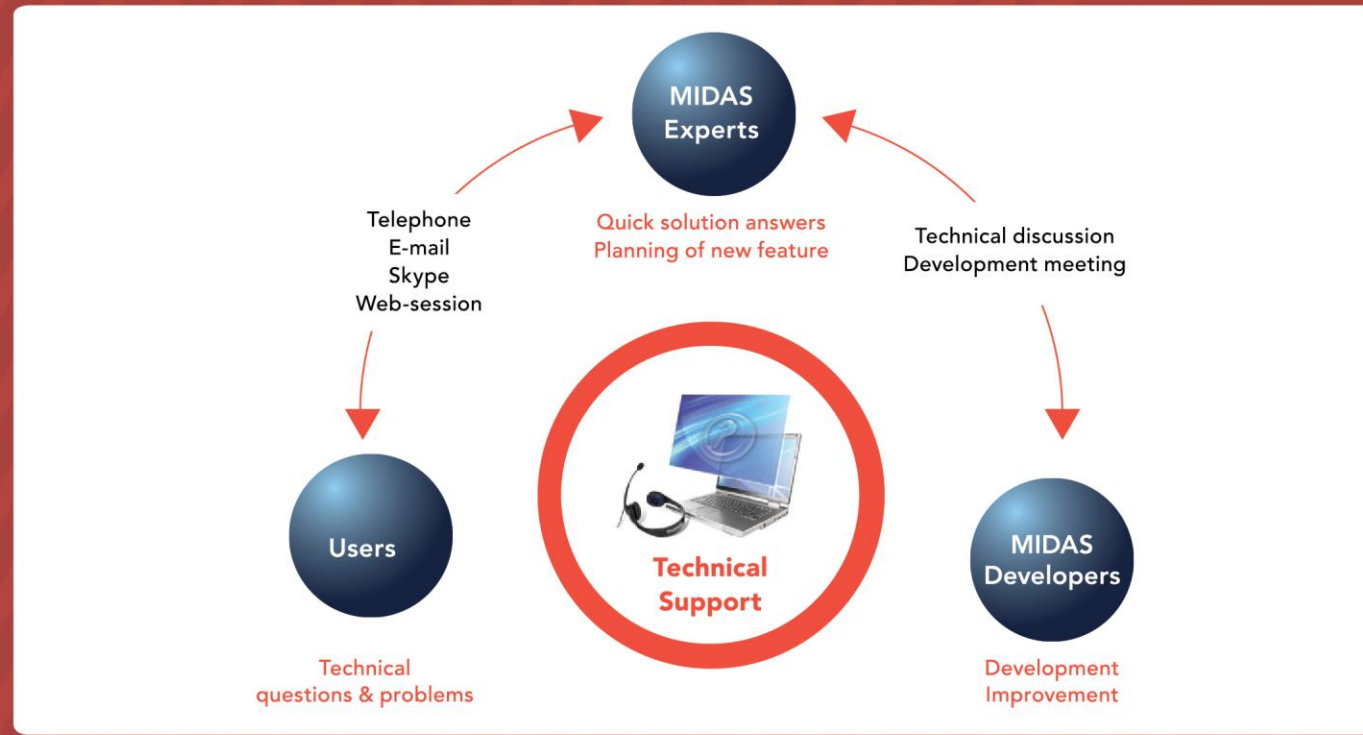 MIDAS
Experts
Quick solution answers
Planning of new feature
Telephone
E-mail
Skype
Web-session
Technical discussion
Development meeting
Users
Technical
questions & problems
Technical
Support
MIDAS
Developers
Development
Improvement